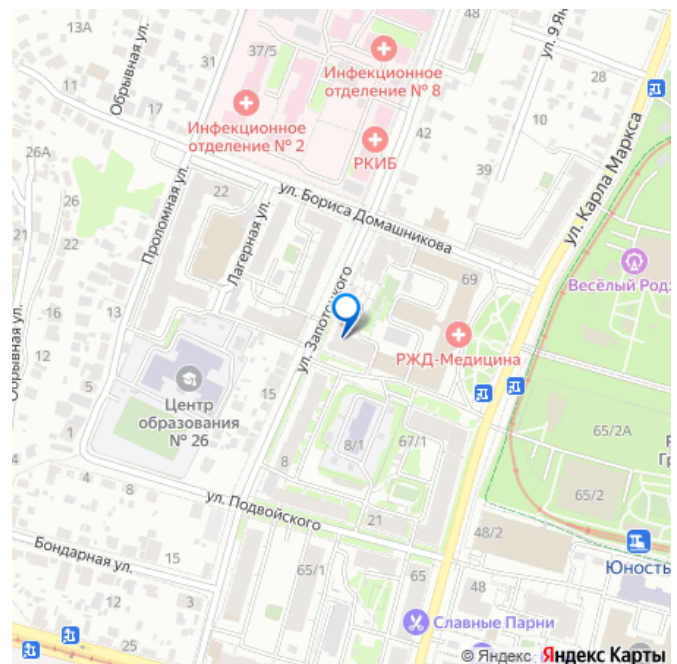 13А
Обрывная ул.
31
37/5
48
ул. 9 Ян
Инфекционное
отделение № 8
28
11
17
Инфекционное
отделение № 2
РКИБ
42
10
ул. Карла Маркса
26А
39
26
22
22
Проломная ул.
Лагерная ул.
ул. Бориса Домашникова
69
Весёлый Родж
16
13
ул. Запотоцкого
РЖД-Медицина
Обрывная ул.
5
Центр
образования
№ 26
15
1
8
8/1
67/1
65/2А
Р
Гр
4
8
ул. Подвойского
65/2
21
48/2
Бондарная ул.
15
65/1
65
48
Юность
12
3
Славные Парни
25
© Яндекс Яндекс Карты